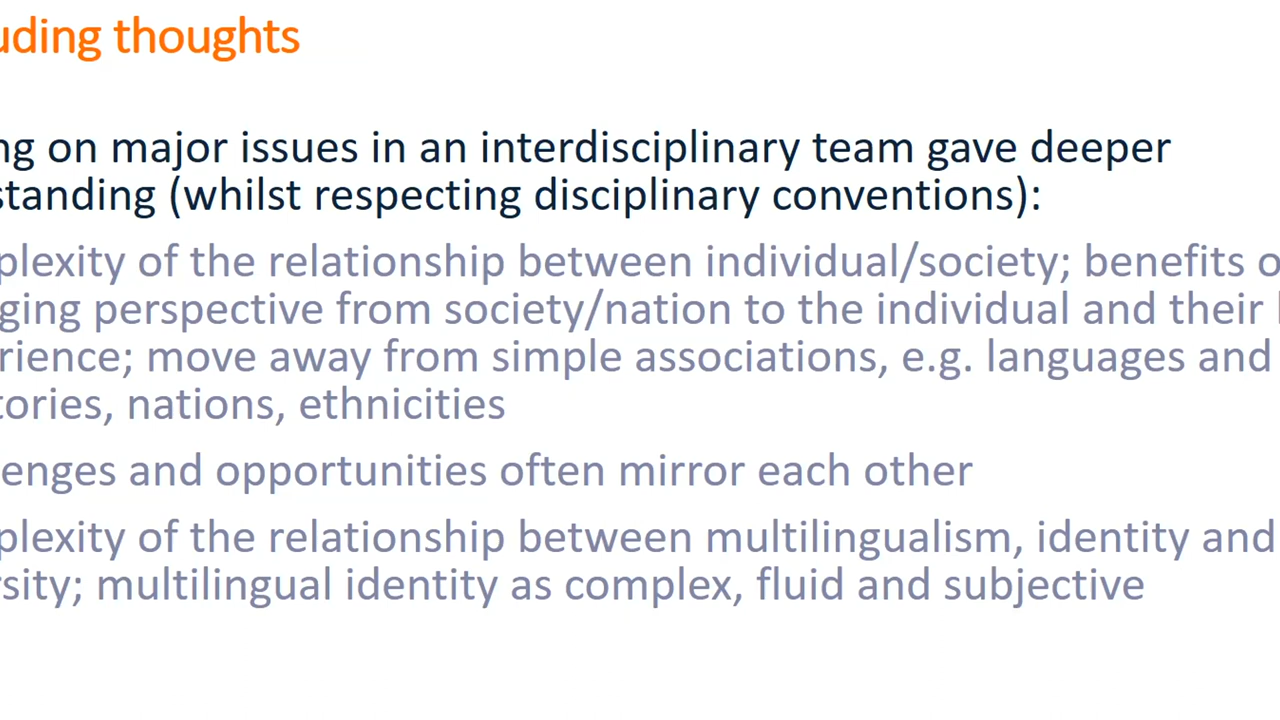 uding thoughts
ng on major issues in an interdisciplinary team gave deeper
standing (whilst respecting disciplinary conventions):
plexity of the relationship between individual/society; benefits o
ging perspective from society/nation to the individual and their
rience; move away from simple associations, e.g. languages and
tories, nations, ethnicities
enges and opportunities often mirror each other
plexity of the relationship between multilingualism, identity and
rsity; multilingual identity as complex, fluid and subjective